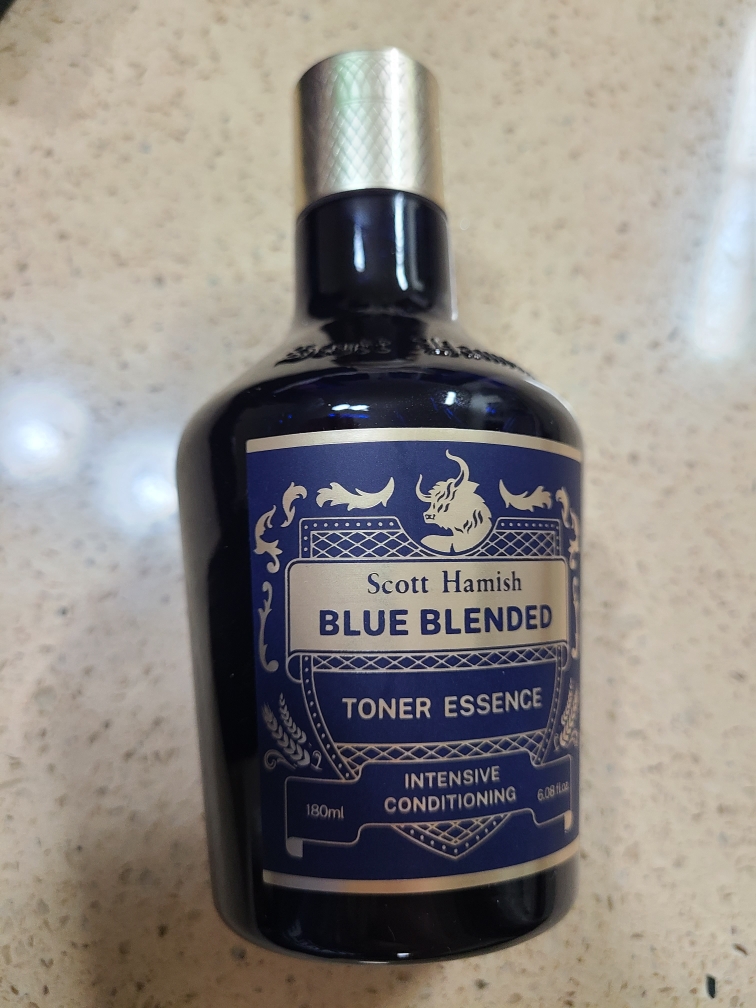 Scott Hamish
BLUE BLENDED
TONER ESSENCE
INTENSIVE
CONDITIONING
180ml
6.08 fl.oz